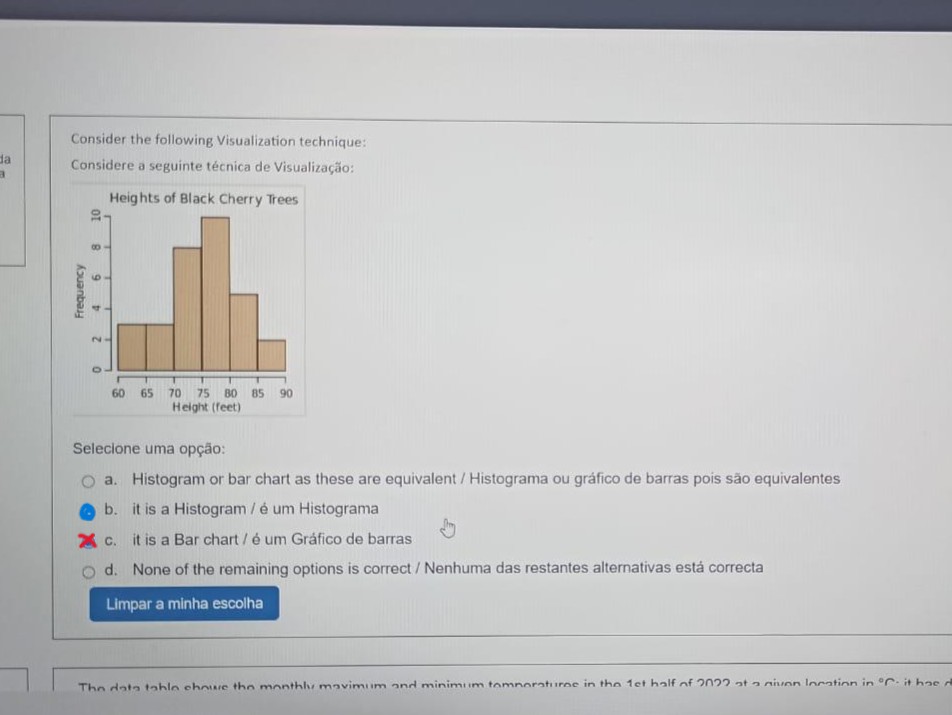 da
a
Consider the following Visualization technique:
Considere a seguinte técnica de Visualização:
Heights of Black Cherry Trees
Frequency
10
8
6
4
2
0
60 65 70 75 80 85 90
Height (feet)
Selecione uma opção:
a. Histogram or bar chart as these are equivalent / Histograma ou gráfico de barras pois são equivalentes
b. it is a Histogram / é um Histograma
c. it is a Bar chart / é um Gráfico de barras
d. None of the remaining options is correct / Nenhuma das restantes alternativas está correcta
Limpar a minha escolha
The data table shows the monthly maximum and minimum temperatures in the 1st half of 2022 at a given location in °C; it has